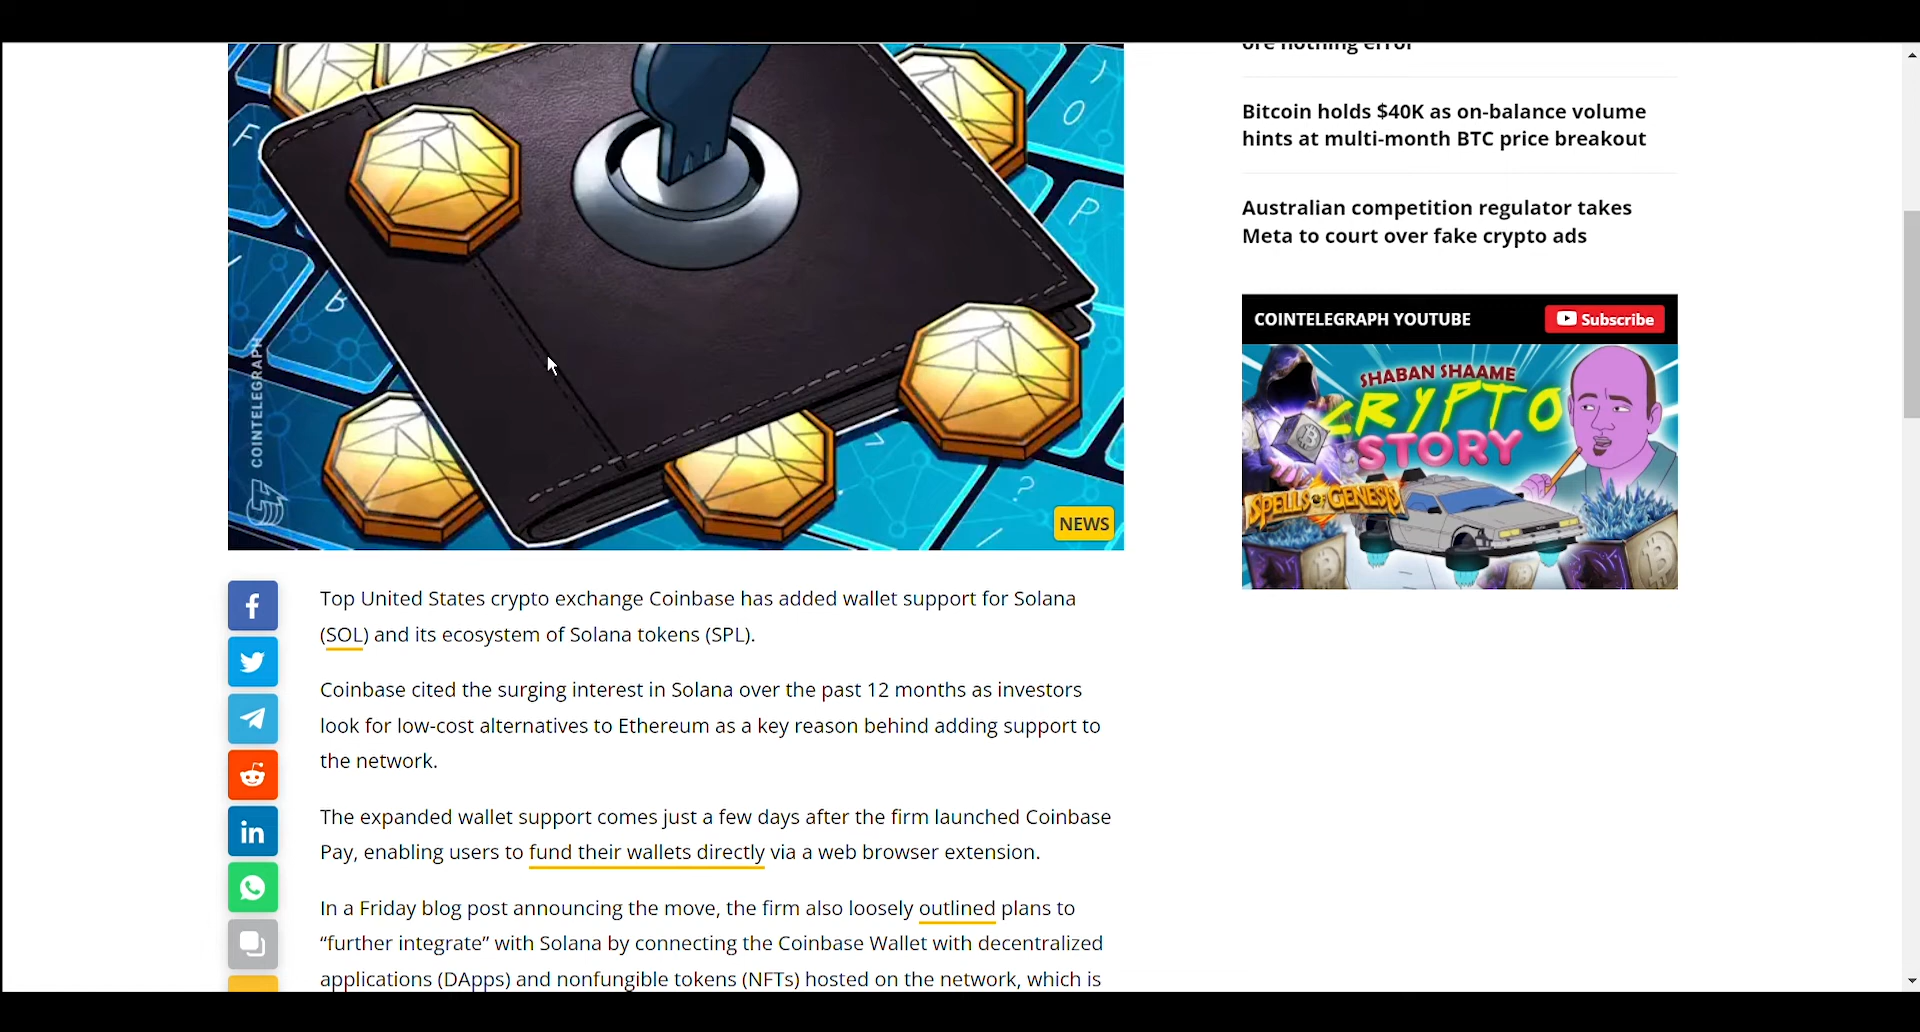 F
B
O
P
?
COINTELEGRAPH
NEWS
Top United States crypto exchange Coinbase has added wallet support for Solana
(SOL) and its ecosystem of Solana tokens (SPL).
Coinbase cited the surging interest in Solana over the past 12 months as investors
look for low-cost alternatives to Ethereum as a key reason behind adding support to
the network.
The expanded wallet support comes just a few days after the firm launched Coinbase
Pay, enabling users to fund their wallets directly via a web browser extension.
In a Friday blog post announcing the move, the firm also loosely outlined plans to
“further integrate” with Solana by connecting the Coinbase Wallet with decentralized
applications (DApps) and nonfungible tokens (NFTs) hosted on the network, which is
ore nothing error
Bitcoin holds $40K as on-balance volume
hints at multi-month BTC price breakout
Australian competition regulator takes
Meta to court over fake crypto ads
COINTELEGRAPH YOUTUBE
Subscribe
SHABAN SHAAME
CRYPTO
STORY
SPELLS OF GENESIS